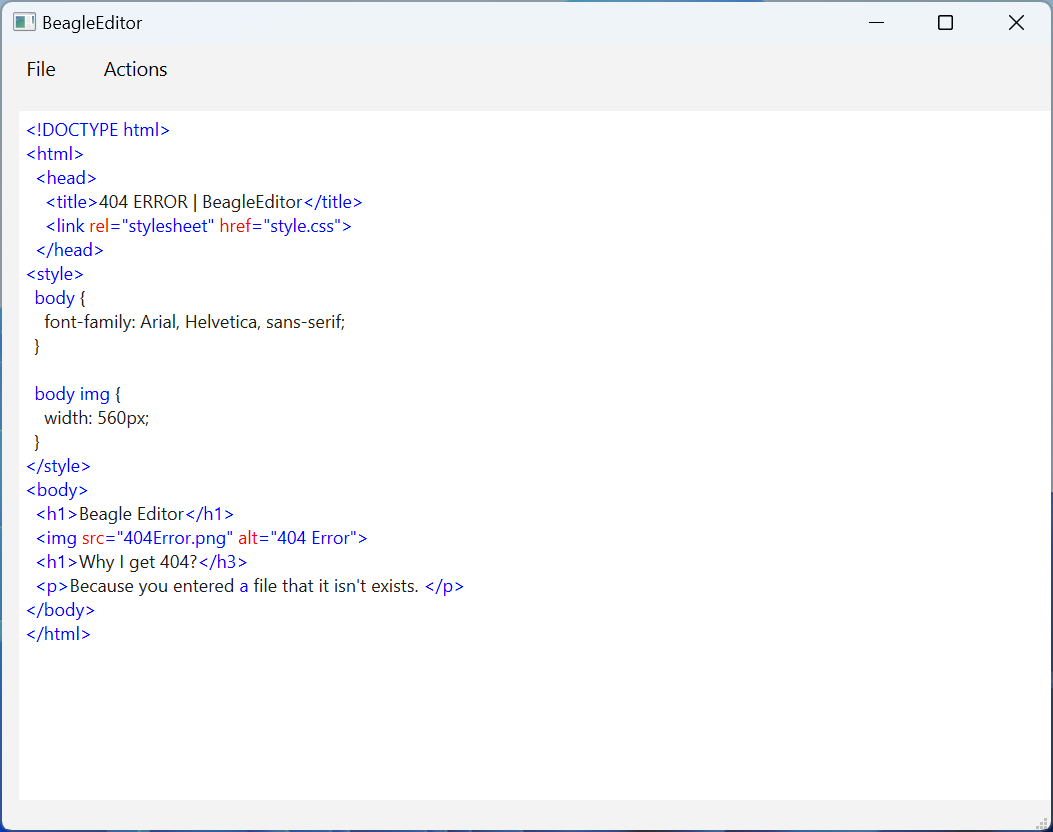 BeagleEditor
File Actions
<!DOCTYPE html>
<html>
<head>
<title>404 ERROR | BeagleEditor</title>
<link rel="stylesheet" href="style.css">
</head>
<style>
body {
font-family: Arial, Helvetica, sans-serif;
}
body img {
width: 560px;
}
</style>
<body>
<h1>Beagle Editor</h1>
<img src="404Error.png" alt="404 Error">
<h1>Why I get 404?</h3>
<p>Because you entered a file that it isn't exists. </p>
</body>
</html>